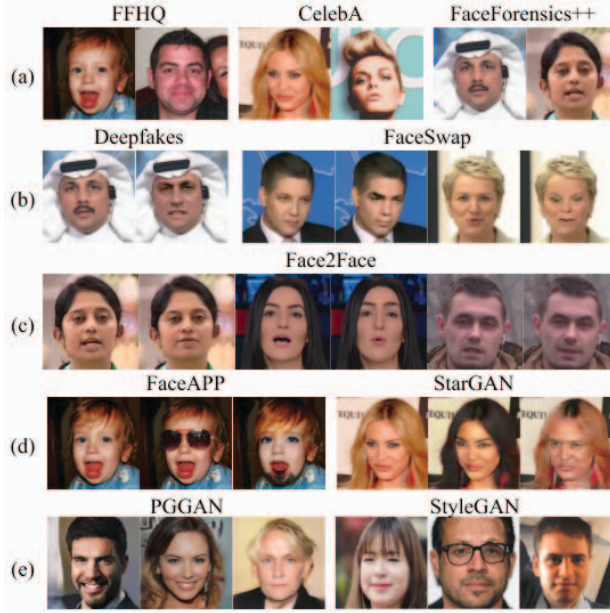 FFHQ CelebA FaceForensics++
(a)
Deepfakes FaceSwap
(b)
Face2Face
(c)
FaceAPP StarGAN
(d)
PGGAN StyleGAN
(e)